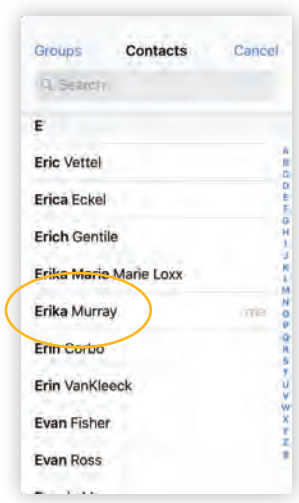 Groups Contacts Cancel
Search
E
Eric Vettel
Erica Eckel
Erich Gentile
Erika Marie Marie Loxx
Erika Murray me
Erin Corbo
Erin VanKleeck
Evan Fisher
Evan Ross
A
B
C
D
E
F
G
H
I
J
K
L
M
N
O
P
Q
R
S
T
U
V
W
X
Y
Z
#